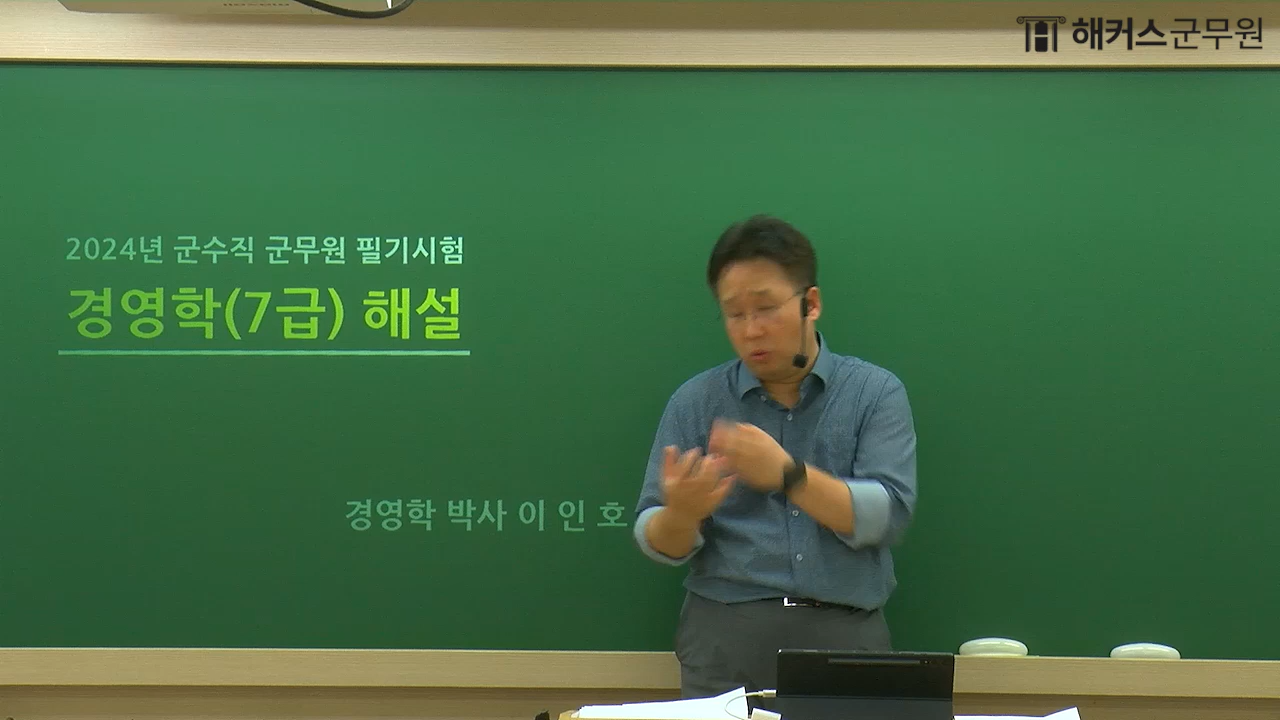 해커스군무원
2024년 군수직 군무원 필기시험
경영학(7급) 해설
경영학 박사 이 인 호